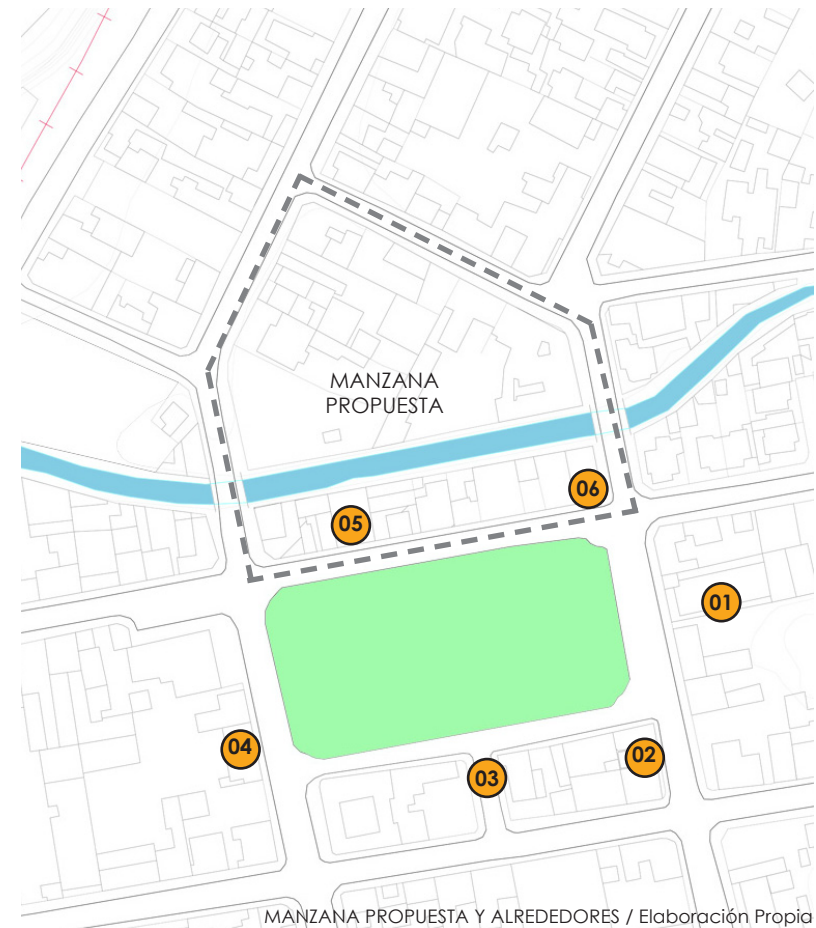 MANZANA
PROPUESTA
06
05
01
04
02
03
MANZANA PROPUESTA Y ALREDEDORES / Elaboración Propia